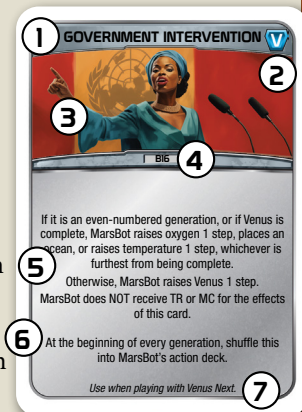 1 GOVERNMENT INTERVENTION V
2
3
4 B16
If it is an even-numbered generation, or if Venus is
complete, MarsBot raises oxygen 1 step, places an
ocean, or raises temperature 1 step, whichever is
furthest from being complete.
5 Otherwise, MarsBot raises Venus 1 step.
MarsBot does NOT receive TR or MC for the effects
of this card.
6 At the beginning of every generation, shuffle this
into MarsBot's action deck.
Use when playing with Venus Next. 7